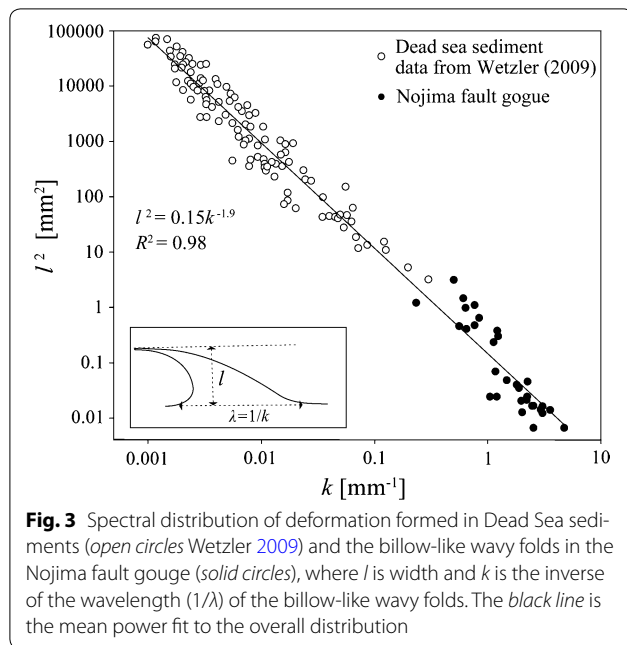 100000
10000
1000
100
10
1
0.1
0.01
l² [mm²]
○ Dead sea sediment
data from Wetzler (2009)
● Nojima fault gogue
l² = 0.15k⁻¹·⁹
R² = 0.98
l
λ=1/k
0.001 0.01 0.1 1 10
k [mm⁻¹]
Fig. 3 Spectral distribution of deformation formed in Dead Sea sedi-
ments (open circles Wetzler 2009) and the billow-like wavy folds in the
Nojima fault gouge (solid circles), where l is width and k is the inverse
of the wavelength (1/λ) of the billow-like wavy folds. The black line is
the mean power fit to the overall distribution